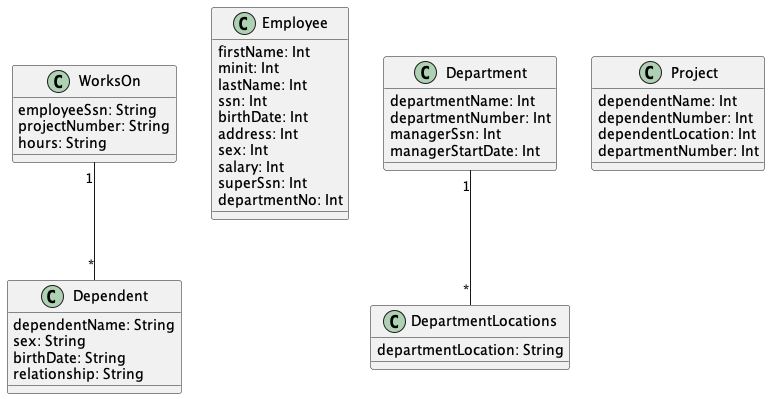 C WorksOn
employeeSsn: String
projectNumber: String
hours: String
C Employee
firstName: Int
minit: Int
lastName: Int
ssn: Int
birthDate: Int
address: Int
sex: Int
salary: Int
superSsn: Int
departmentNo: Int
C Department
departmentName: Int
departmentNumber: Int
managerSsn: Int
managerStartDate: Int
C Project
dependentName: Int
dependentNumber: Int
dependentLocation: Int
departmentNumber: Int
1
*
1
*
C Dependent
dependentName: String
sex: String
birthDate: String
relationship: String
C DepartmentLocations
departmentLocation: String